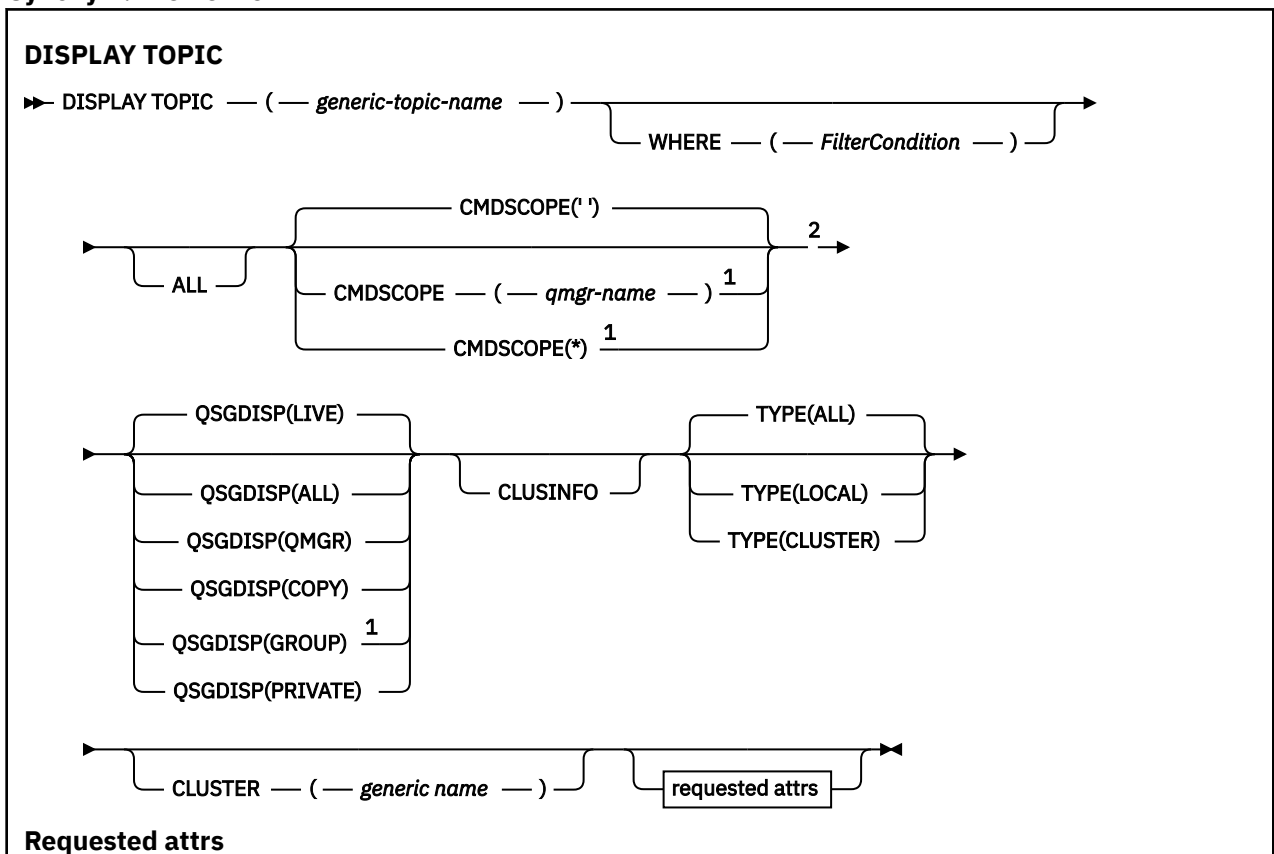 DISPLAY TOPIC
DISPLAY TOPIC ( generic-topic-name )
WHERE ( FilterCondition )
CMDSCOPE(' ')
2
ALL
CMDSCOPE ( qmgr-name ) 1
CMDSCOPE(*) 1
QSGDISP(LIVE) TYPE(ALL)
QSGDISP(ALL) CLUSINFO TYPE(LOCAL)
QSGDISP(QMGR) TYPE(CLUSTER)
QSGDISP(COPY)
QSGDISP(GROUP) 1
QSGDISP(PRIVATE)
CLUSTER ( generic name ) requested attrs
Requested attrs